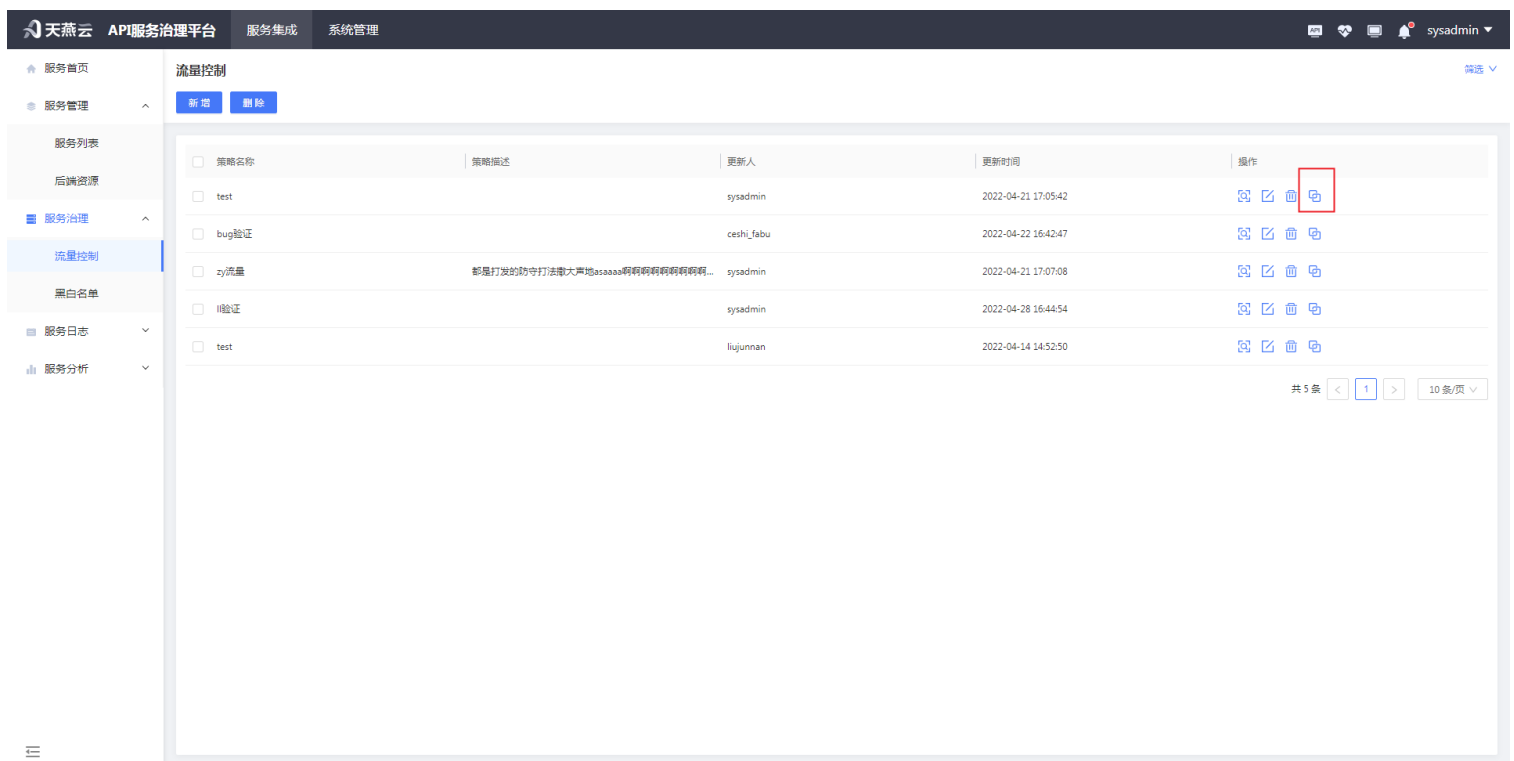 天燕云 API服务治理平台 服务集成 系统管理 API sysadmin
服务首页
服务管理
服务列表
后端资源
服务治理
流量控制
黑白名单
服务日志
服务分析
流量控制 筛选
新增 删除
策略名称 策略描述 更新人 更新时间 操作
test sysadmin 2022-04-21 17:05:42
bug验证 ceshi_fabu 2022-04-22 16:42:47
zy流量 都是打发的防守打法撒大声地asaaaa啊啊啊啊啊啊啊啊啊... sysadmin 2022-04-21 17:07:08
ll验证 sysadmin 2022-04-28 16:44:54
test liujunnan 2022-04-14 14:52:50
共 5 条 < 1 > 10 条/页